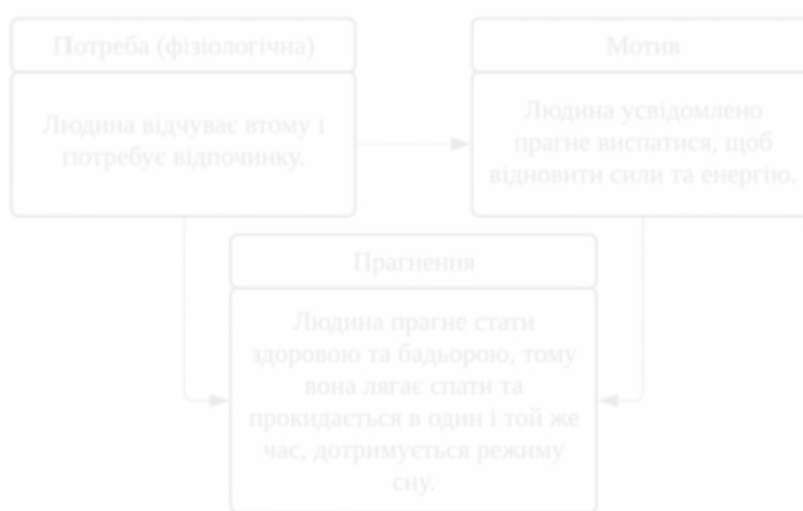 Потреба (фізіологічна)
Людина відчуває втому і
потребує відпочинку.
Мотив
Людина усвідомлено
прагне виспатися, щоб
відновити сили та енергію.
Прагнення
Людина прагне стати
здоровою та бадьорою, тому
вона лягає спати та
прокидається в один і той же
час, дотримується режиму
сну.